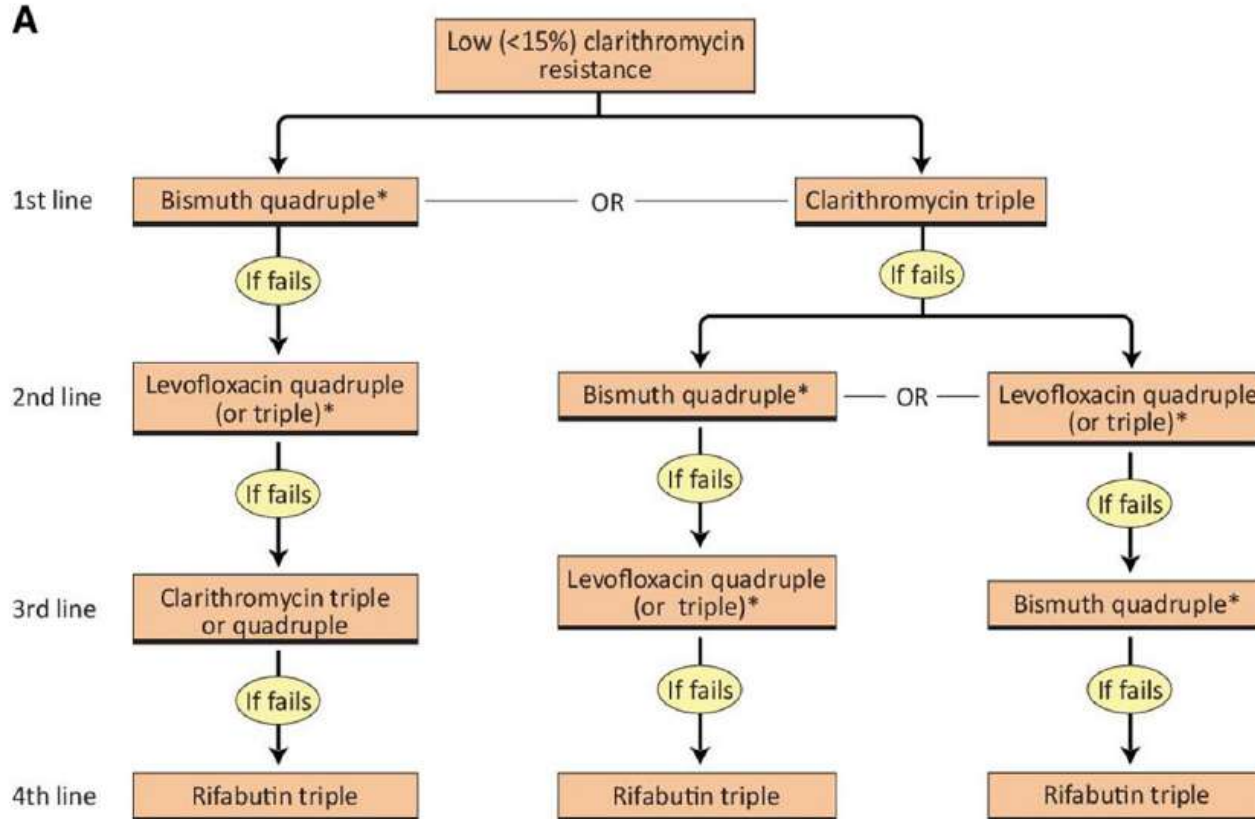 A
Low (<15%) clarithromycin
resistance
1st line
Bismuth quadruple*
OR
Clarithromycin triple
If fails
If fails
2nd line
Levofloxacin quadruple
(or triple)*
Bismuth quadruple*
OR
Levofloxacin quadruple
(or triple)*
If fails
If fails
If fails
3rd line
Clarithromycin triple
or quadruple
Levofloxacin quadruple
(or triple)*
Bismuth quadruple*
If fails
If fails
If fails
4th line
Rifabutin triple
Rifabutin triple
Rifabutin triple